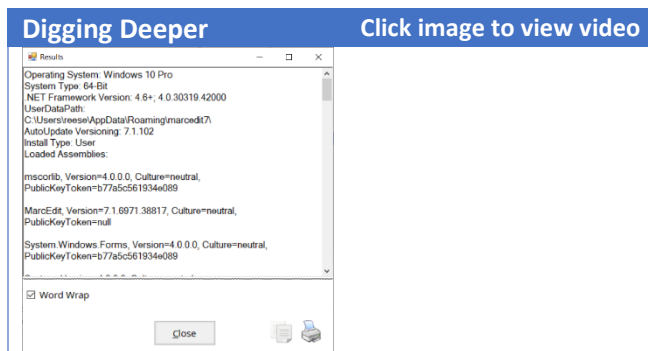 Digging Deeper
Click image to view video
Results
Operating System: Windows 10 Pro
System Type: 64-Bit
.NET Framework Version: 4.6+; 4.0.30319.42000
UserDataPath:
C:\Users\reese\AppData\Roaming\marcedit7\
AutoUpdate Versioning: 7.1.102
Install Type: User
Loaded Assemblies:
mscorlib, Version=4.0.0.0, Culture=neutral,
PublicKeyToken=b77a5c561934e089
MarcEdit, Version=7.1.6971.38817, Culture=neutral,
PublicKeyToken=null
System.Windows.Forms, Version=4.0.0.0, Culture=neutral,
PublicKeyToken=b77a5c561934e089
Word Wrap
Close